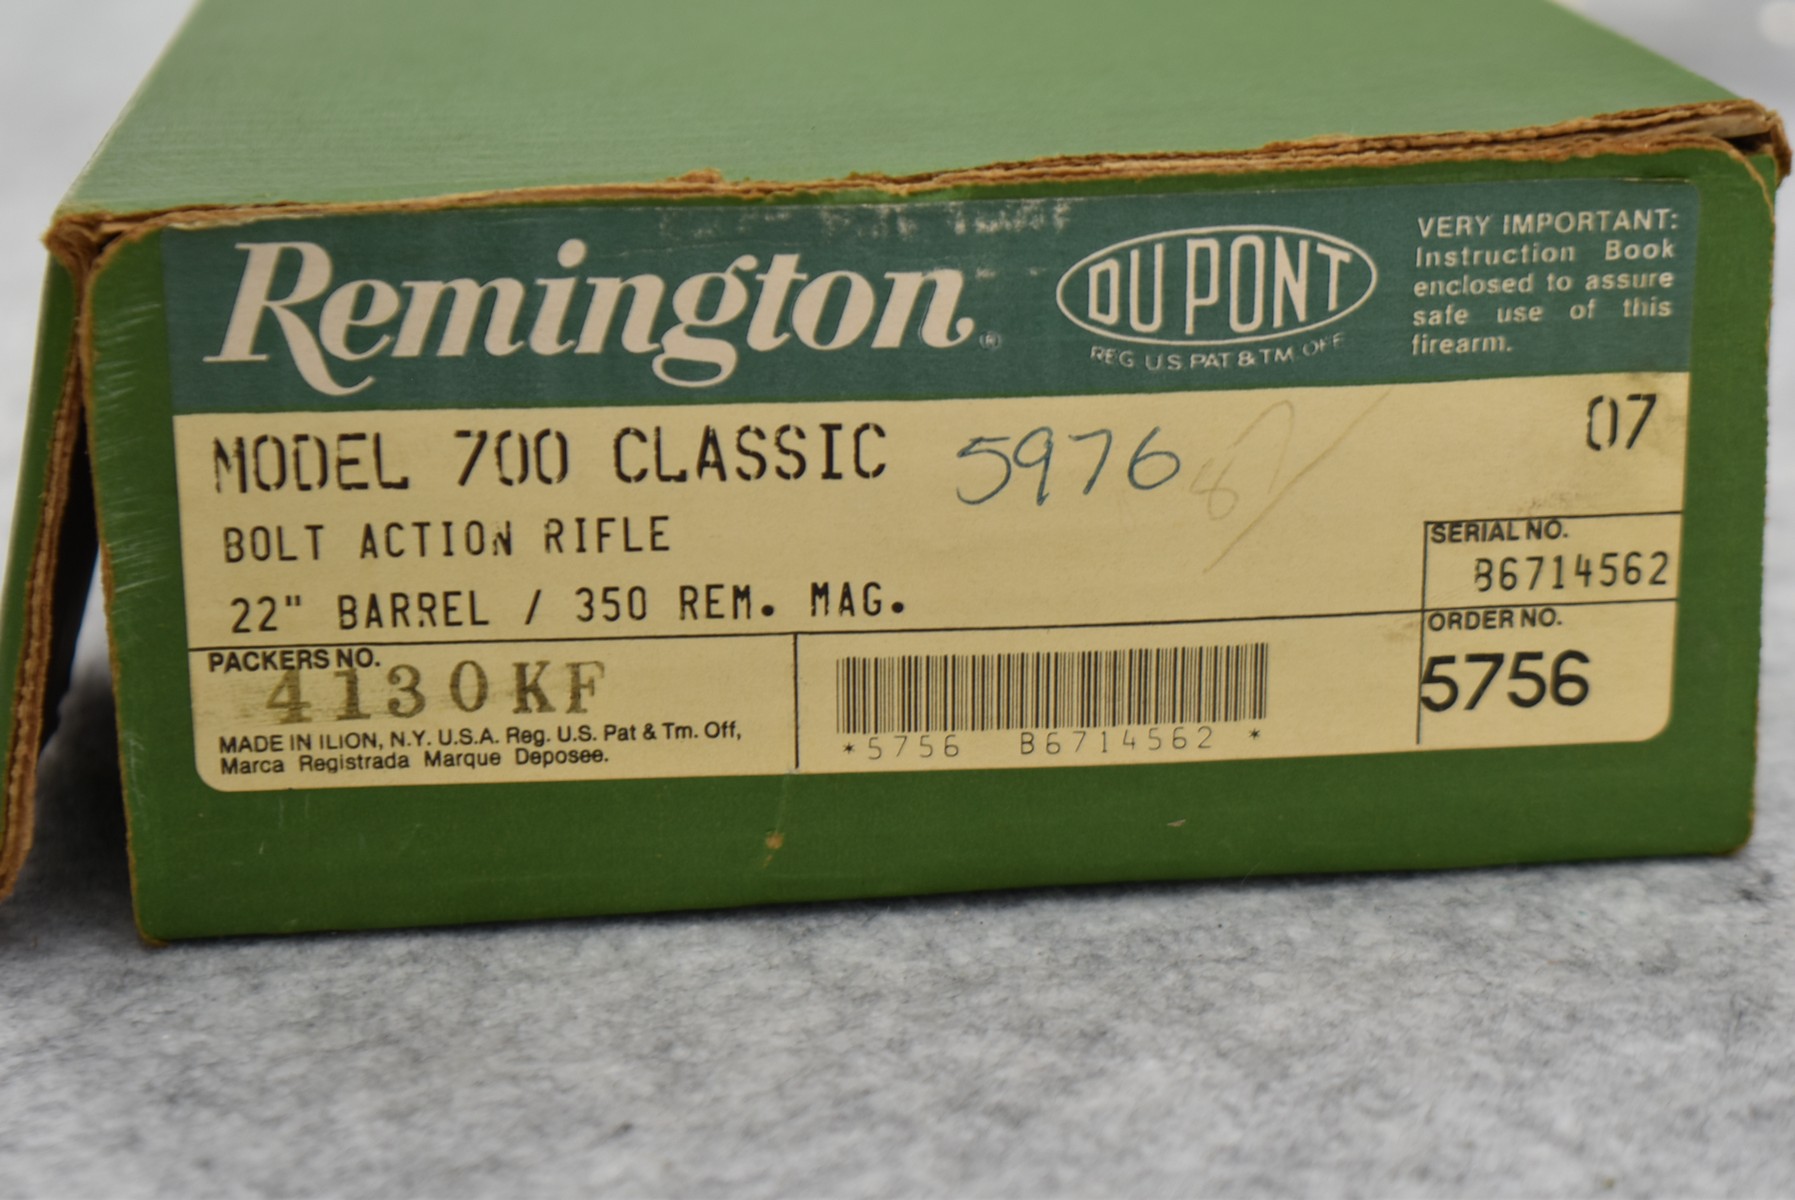 Remington®
DU PONT
REG. U.S. PAT & TM. OFF.
VERY IMPORTANT:
Instruction Book
enclosed to assure
safe use of this
firearm.
MODEL 700 CLASSIC 5976 87
07
BOLT ACTION RIFLE
22" BARREL / 350 REM. MAG.
SERIAL NO.
B6714562
ORDER NO.
5756
PACKERS NO.
4130KF
MADE IN ILION, N.Y. U.S.A. Reg. U.S. Pat & Tm. Off,
Marca Registrada Marque Deposee.
*5756 B6714562 *